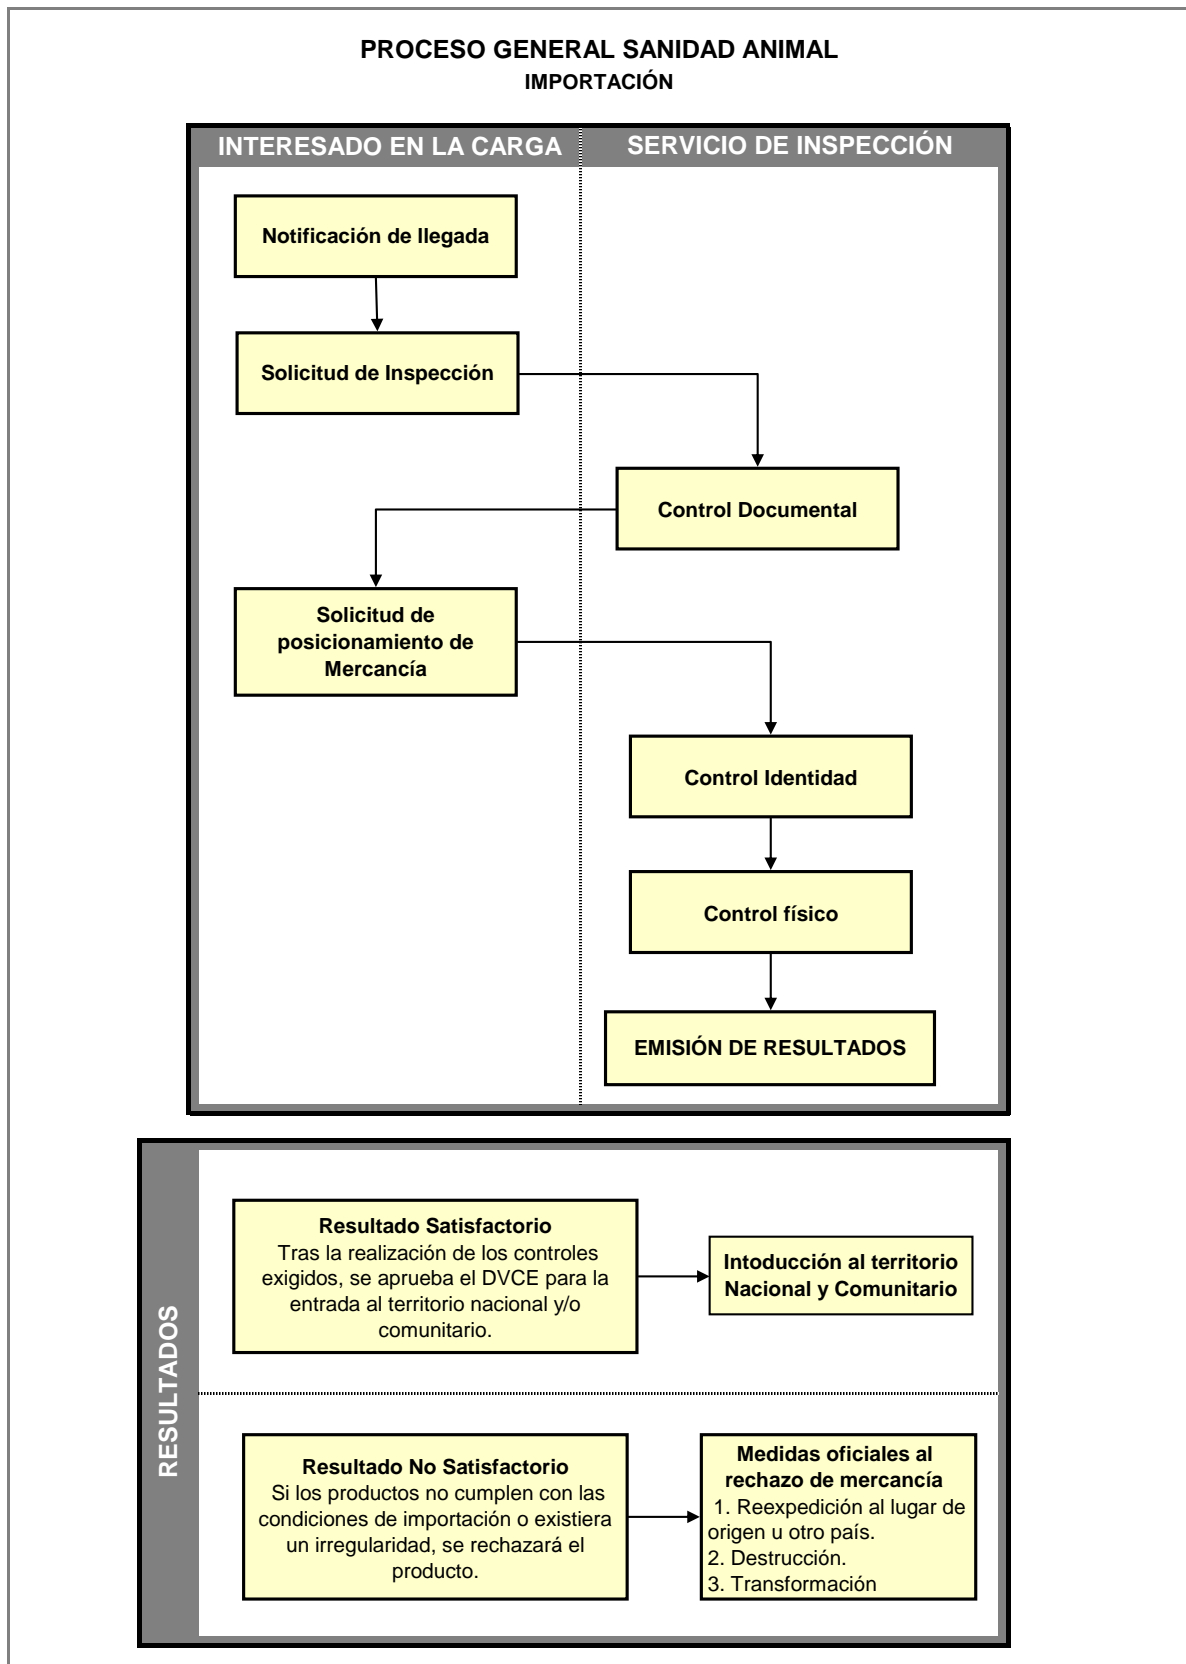 PROCESO GENERAL SANIDAD ANIMAL
IMPORTACIÓN
INTERESADO EN LA CARGA
SERVICIO DE INSPECCIÓN
Notificación de llegada
Solicitud de Inspección
Control Documental
Solicitud de
posicionamiento de
Mercancía
Control Identidad
Control físico
EMISIÓN DE RESULTADOS
RESULTADOS
Resultado Satisfactorio
Tras la realización de los controles
exigidos, se aprueba el DVCE para la
entrada al territorio nacional y/o
comunitario.
Intoducción al territorio
Nacional y Comunitario
Resultado No Satisfactorio
Si los productos no cumplen con las
condiciones de importación o existiera
un irregularidad, se rechazará el
producto.
Medidas oficiales al
rechazo de mercancía
1. Reexpedición al lugar de
origen u otro país.
2. Destrucción.
3. Transformación